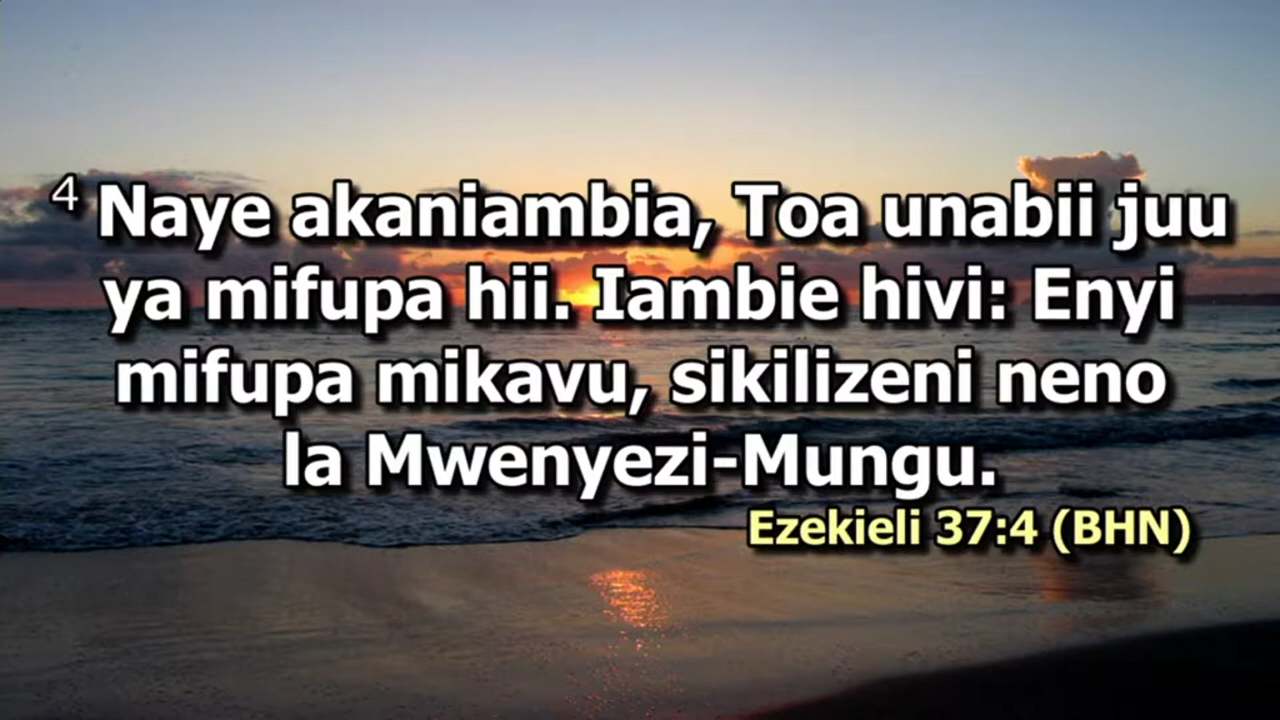 4 Naye akaniambia, Toa unabii juu
ya mifupa hii. Iambie hivi: Enyi
mifupa mikavu, sikilizeni neno
la Mwenyezi-Mungu.
Ezekieli 37:4 (BHN)